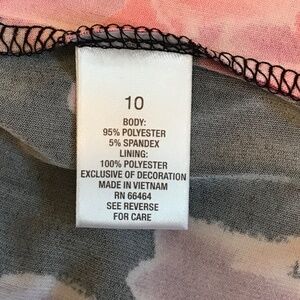 10
BODY:
95% POLYESTER
5% SPANDEX
LINING:
100% POLYESTER
EXCLUSIVE OF DECORATION
MADE IN VIETNAM
RN 66464
SEE REVERSE
FOR CARE